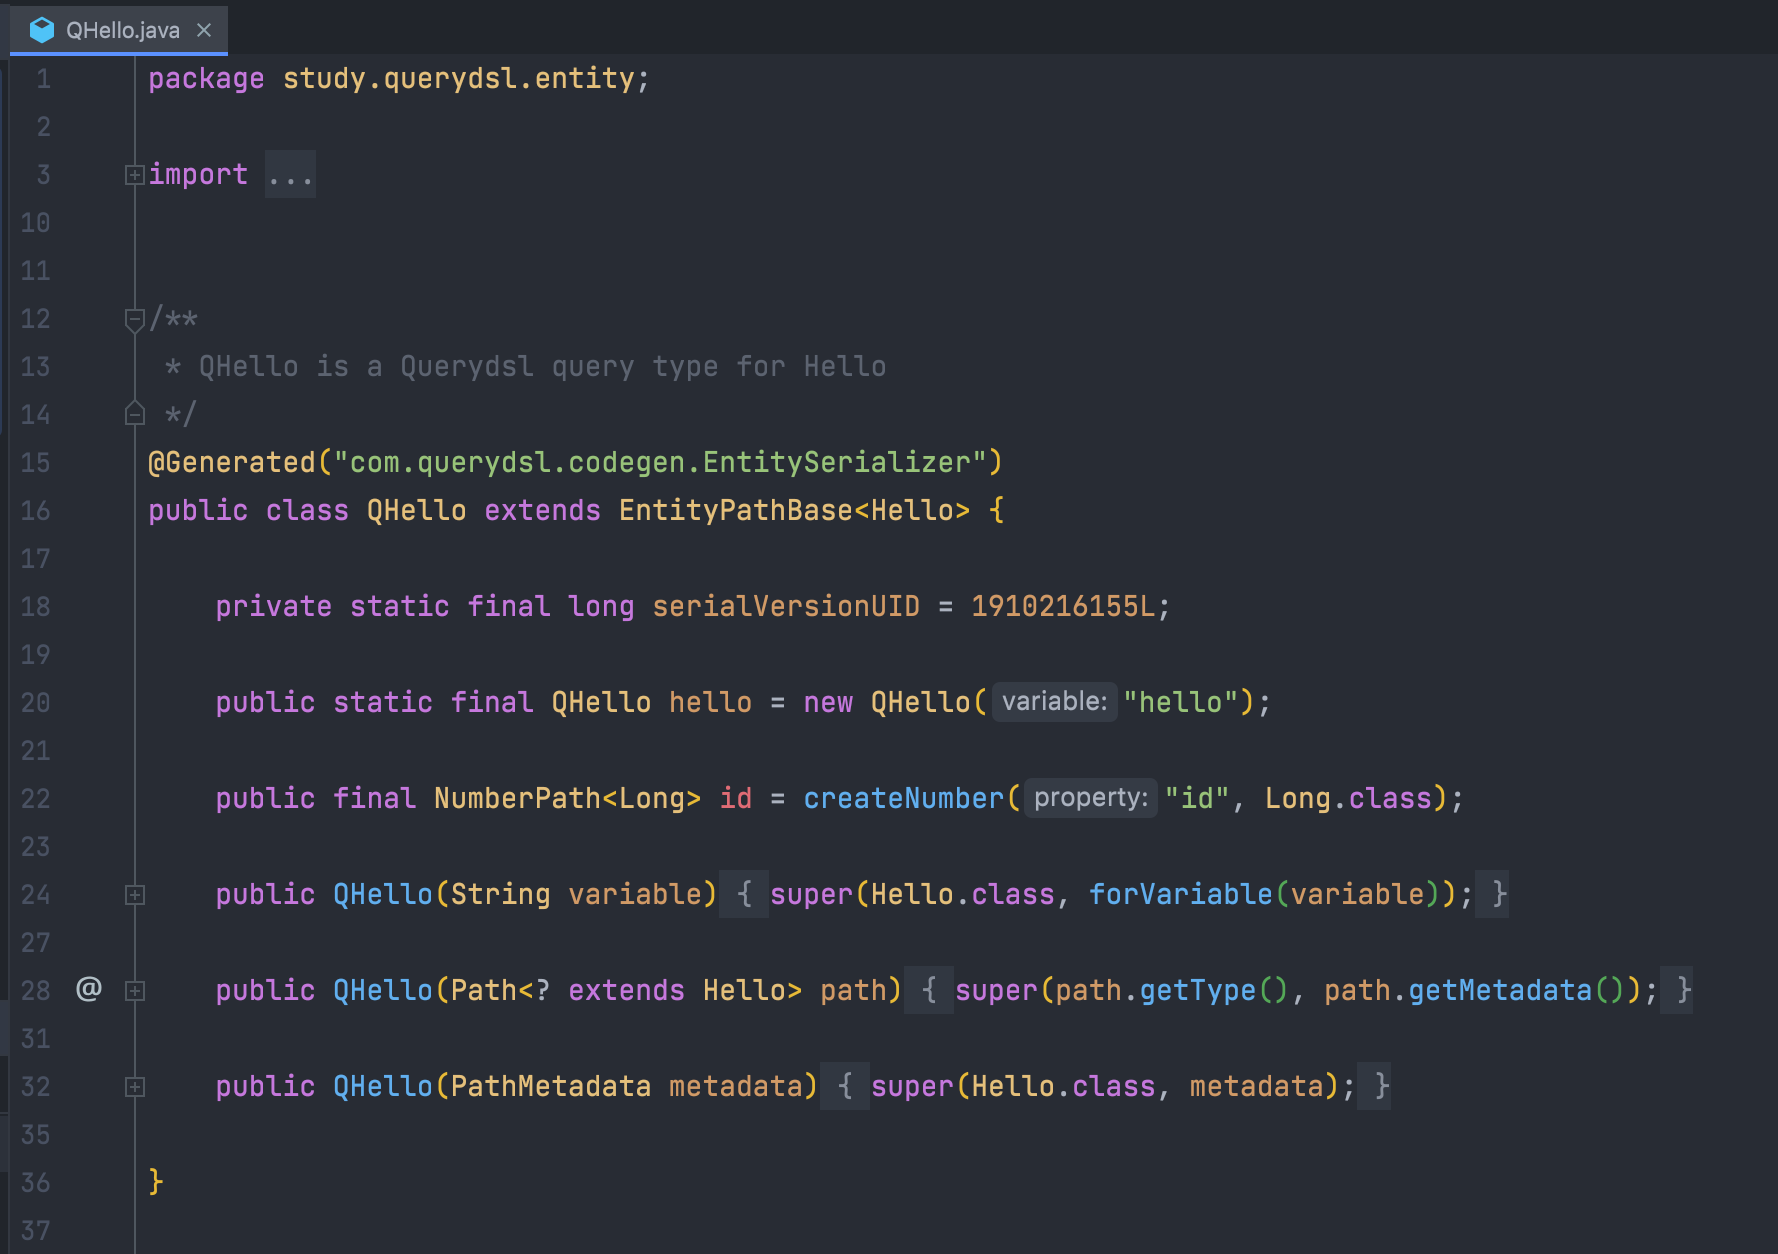 QHello.java
1 package study.querydsl.entity;
2
3 import ...
10
11
12 /**
13 * QHello is a Querydsl query type for Hello
14 */
15 @Generated("com.querydsl.codegen.EntitySerializer")
16 public class QHello extends EntityPathBase<Hello> {
17
18 private static final long serialVersionUID = 1910216155L;
19
20 public static final QHello hello = new QHello( variable: "hello");
21
22 public final NumberPath<Long> id = createNumber( property: "id", Long.class);
23
24 public QHello(String variable) { super(Hello.class, forVariable(variable)); }
27
28 @ public QHello(Path<? extends Hello> path) { super(path.getType(), path.getMetadata()); }
31
32 public QHello(PathMetadata metadata) { super(Hello.class, metadata); }
35
36 }
37